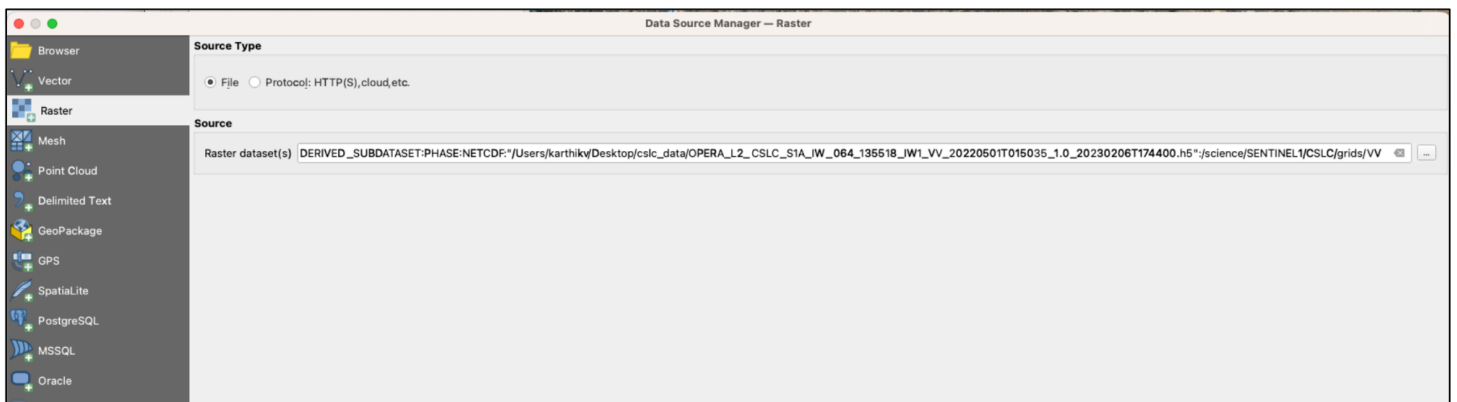 Data Source Manager — Raster
Browser
Vector
Raster
Mesh
Point Cloud
Delimited Text
GeoPackage
GPS
SpatiaLite
PostgreSQL
MSSQL
Oracle
Source Type
File Protocol: HTTP(S),cloud,etc.
Source
Raster dataset(s) DERIVED_SUBDATASET:PHASE:NETCDF:"/Users/karthikv/Desktop/cslc_data/OPERA_L2_CSLC_S1A_IW_064_135518_IW1_VV_20220501T015035_1.0_20230206T174400.h5":/science/SENTINEL1/CSLC/grids/VV ...